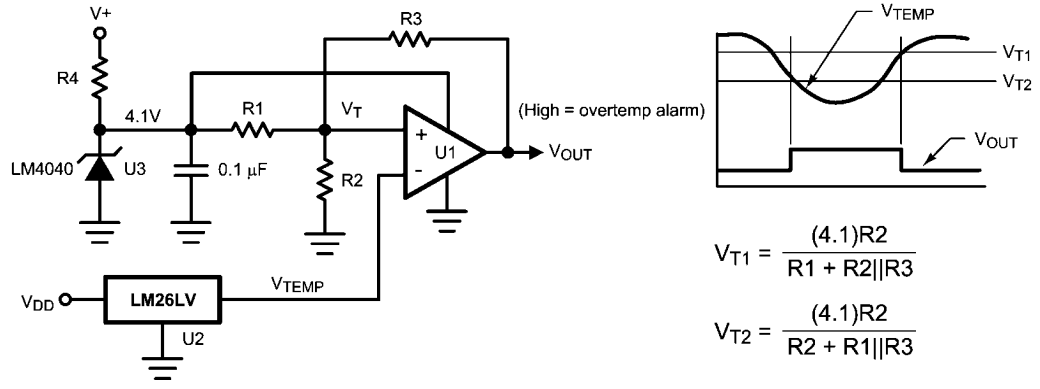 V+
R3
R4
4.1V
R1
VT
U1
(High = overtemp alarm)
VOUT
LM4040
U3
0.1 µF
R2
+
-
VTEMP
VDD
LM26LV
U2
VTEMP
VT1
VT2
VOUT
VT1 = (4.1)R2 / R1 + R2||R3
VT2 = (4.1)R2 / R2 + R1||R3